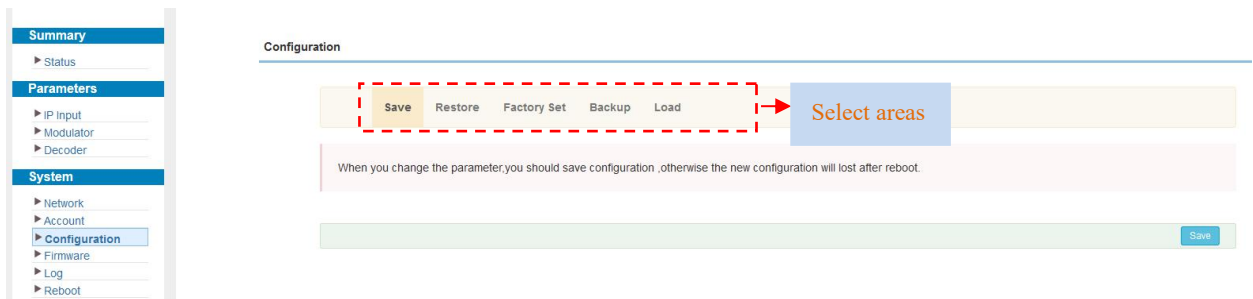 Summary
Status
Parameters
IP Input
Modulator
Decoder
System
Network
Account
Configuration
Firmware
Log
Reboot
Configuration
Save Restore Factory Set Backup Load
Select areas
When you change the parameter,you should save configuration ,otherwise the new configuration will lost after reboot.
Save